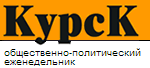 КурсК
общественно-политический
еженедельник